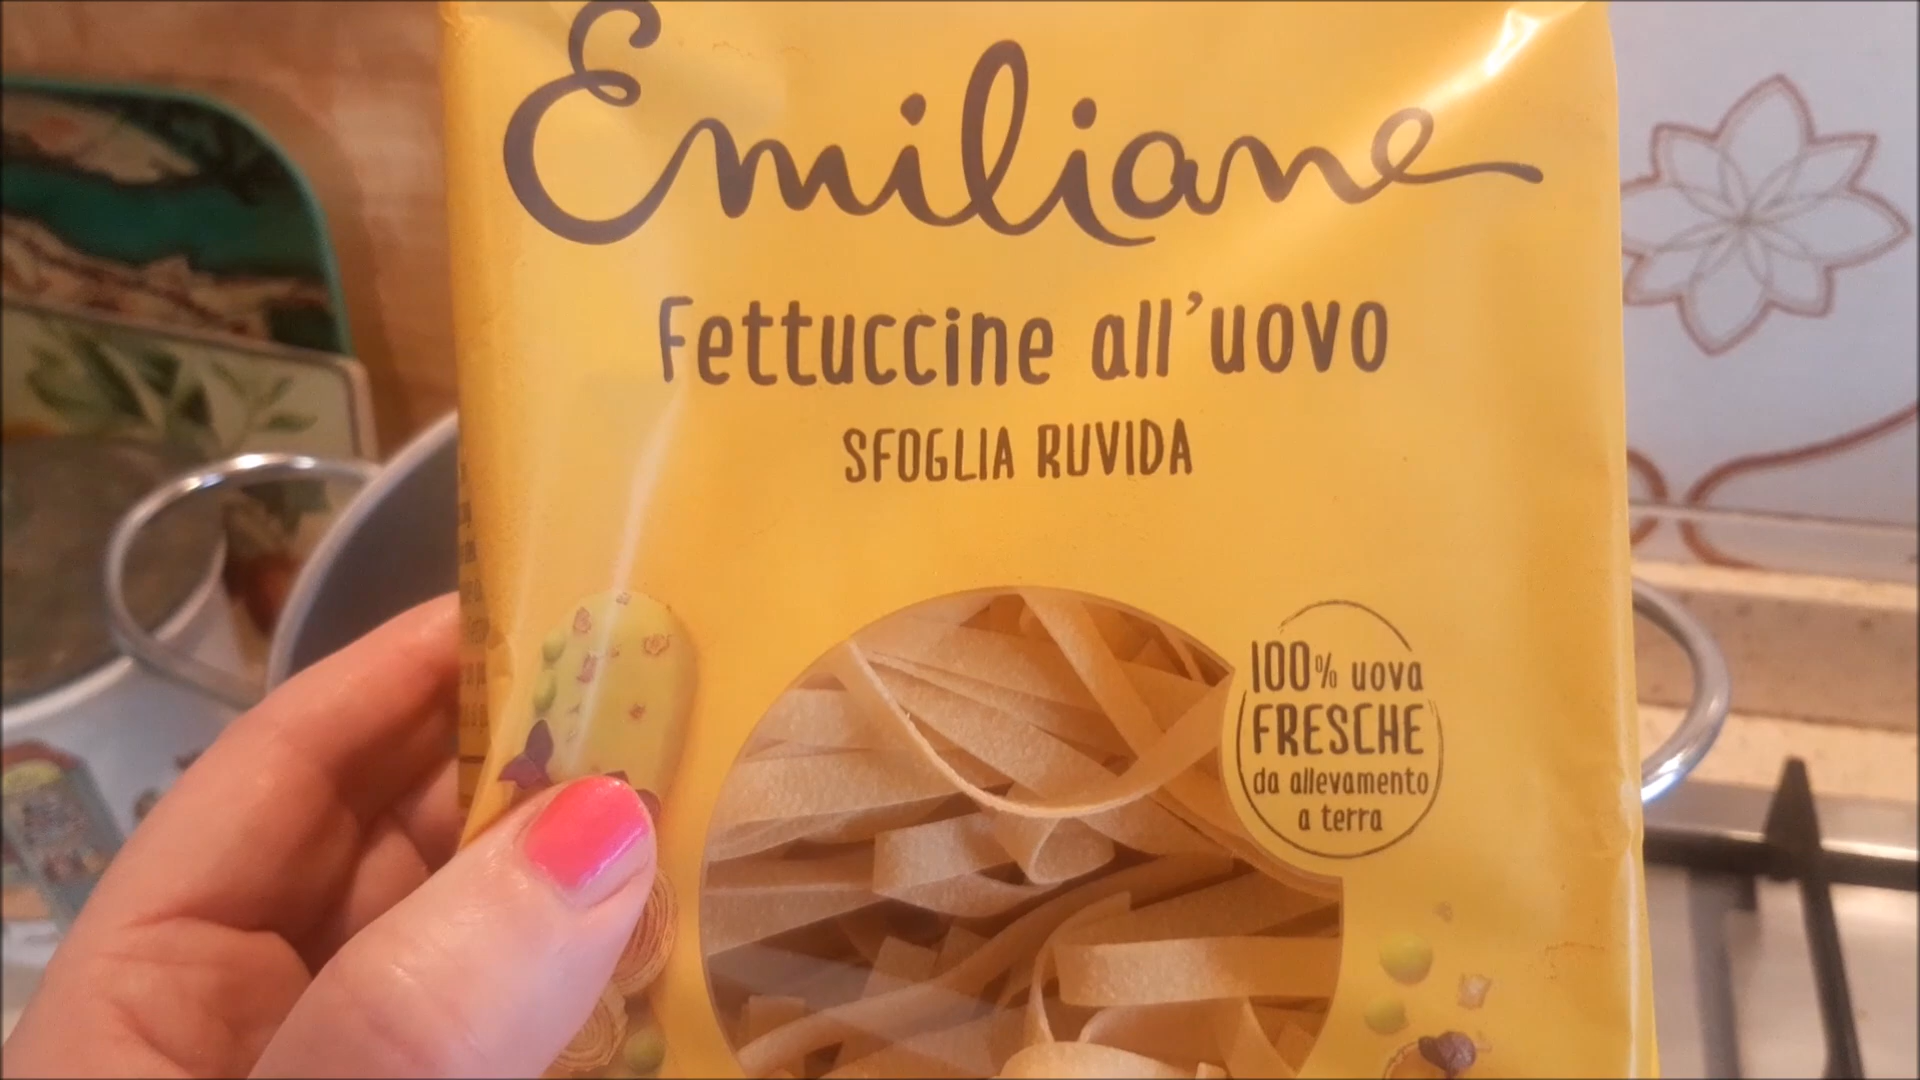 Emiliane
Fettuccine all'uovo
SFOGLIA RUVIDA
100% uova
FRESCHE
da allevamento
a terra